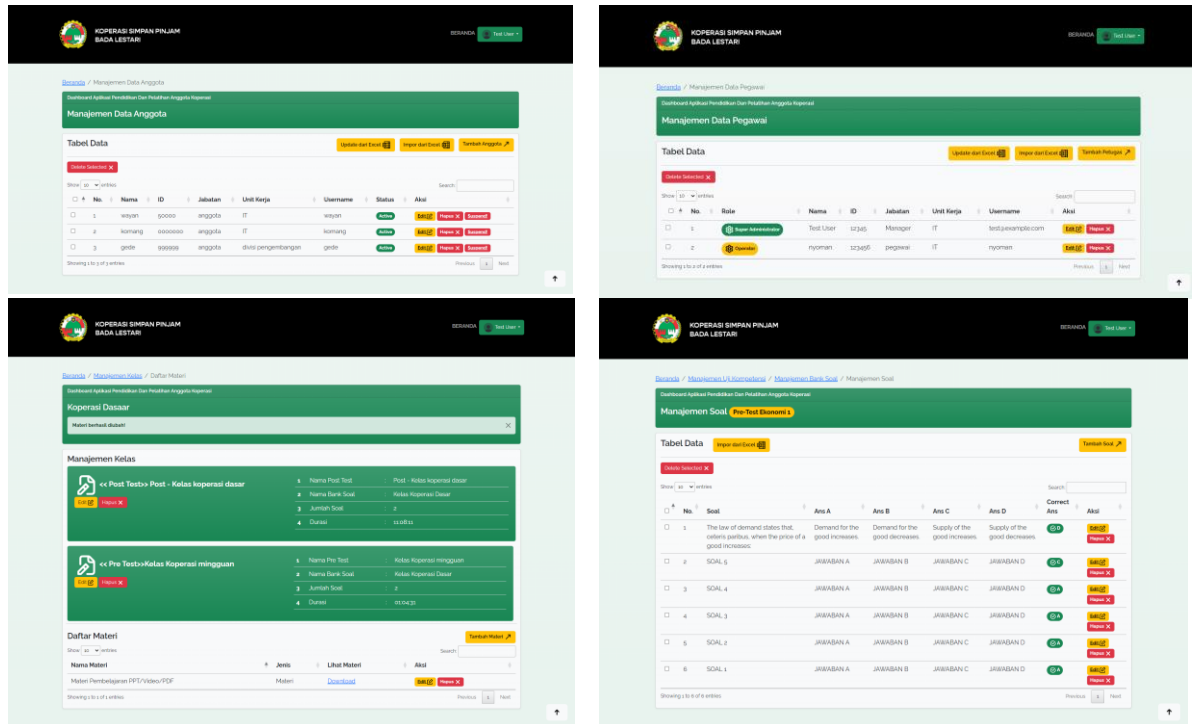 KOPERASI SIMPAN PINJAM
BADA LESTARI
BERANDA
Test User
Beranda / Manajemen Data Anggota
Dashboard Aplikasi Pendidikan Dan Pelatihan Anggota Koperasi
Manajemen Data Anggota
Tabel Data
Update dari Excel
Impor dari Excel
Tambah Anggota
Delete Selected X
Show 10 entries
Search:
No. Nama ID Jabatan Unit Kerja Username Status Aksi
1 wayan 50000 anggota IT wayan Active Edit Hapus X Suspend!
2 komang 0000000 anggota IT komang Active Edit Hapus X Suspend!
3 gede 999999 anggota divisi pengembangan gede Active Edit Hapus X Suspend!
Showing 1 to 3 of 3 entries
Previous 1 Next
KOPERASI SIMPAN PINJAM
BADA LESTARI
BERANDA
Test User
Beranda / Manajemen Data Pegawai
Dashboard Aplikasi Pendidikan Dan Pelatihan Anggota Koperasi
Manajemen Data Pegawai
Tabel Data
Update dari Excel
Impor dari Excel
Tambah Petugas
Delete Selected X
Show 10 entries
Search:
No. Role Nama ID Jabatan Unit Kerja Username Aksi
1 Super Administrator Test User 12345 Manager IT test@example.com Edit Hapus X
2 Operator nyoman 123456 pegawai IT nyoman Edit Hapus X
Showing 1 to 2 of 2 entries
Previous 1 Next
KOPERASI SIMPAN PINJAM
BADA LESTARI
BERANDA
Test User
Beranda / Manajemen Kelas / Daftar Materi
Dashboard Aplikasi Pendidikan Dan Pelatihan Anggota Koperasi
Koperasi Dasaar
Materi berhasil diubah!
Manajemen Kelas
<< Post Test>> Post - Kelas koperasi dasar
Edit Hapus X
1 Nama Post Test : Post - Kelas koperasi dasar
2 Nama Bank Soal : Kelas Koperasi Dasar
3 Jumlah Soal : 2
4 Durasi : 11:08:11
<< Pre Test>>Kelas Koperasi mingguan
Edit Hapus X
1 Nama Pre Test : Kelas Koperasi mingguan
2 Nama Bank Soal : Kelas Koperasi Dasar
3 Jumlah Soal : 2
4 Durasi : 01:04:31
Daftar Materi
Tambah Materi
Show 10 entries
Search:
Nama Materi Jenis Lihat Materi Aksi
Materi Pembelajaran PPT/Video/PDF Materi Download Edit Hapus X
Showing 1 to 1 of 1 entries
Previous 1 Next
KOPERASI SIMPAN PINJAM
BADA LESTARI
BERANDA
Test User
Beranda / Manajemen Uji Kompetensi / Manajemen Bank Soal / Manajemen Soal
Dashboard Aplikasi Pendidikan Dan Pelatihan Anggota Koperasi
Manajemen Soal Pre-Test Ekonomi 1
Tabel Data
Impor dari Excel
Tambah Soal
Delete Selected X
Show 10 entries
Search:
No. Soal Ans A Ans B Ans C Ans D Correct Ans Aksi
1 The law of demand states that, Demand for the Demand for the Supply of the Supply of the D Edit
ceteris paribus, when the price of a good increases. good decreases. good increases. good decreases. Hapus X
good increases:
2 SOAL 5 JAWABAN A JAWABAN B JAWABAN C JAWABAN D C Edit
Hapus X
3 SOAL 4 JAWABAN A JAWABAN B JAWABAN C JAWABAN D A Edit
Hapus X
4 SOAL 3 JAWABAN A JAWABAN B JAWABAN C JAWABAN D A Edit
Hapus X
5 SOAL 2 JAWABAN A JAWABAN B JAWABAN C JAWABAN D A Edit
Hapus X
6 SOAL 1 JAWABAN A JAWABAN B JAWABAN C JAWABAN D A Edit
Hapus X
Showing 1 to 6 of 6 entries
Previous 1 Next